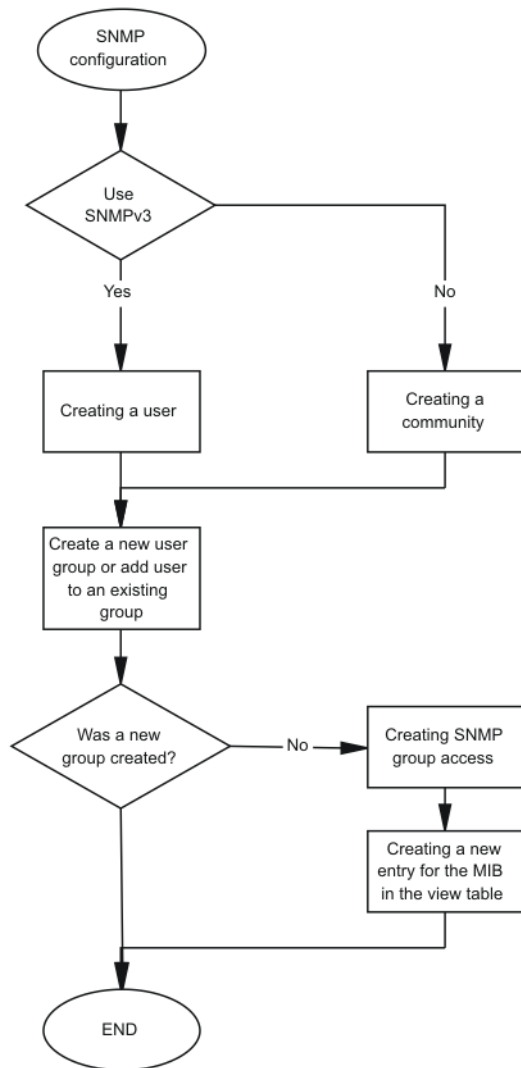 SNMP
configuration
Use
SNMPv3
Yes
No
Creating a user
Creating a
community
Create a new user
group or add user
to an existing
group
Was a new
group created?
No
Creating SNMP
group access
Creating a new
entry for the MIB
in the view table
END